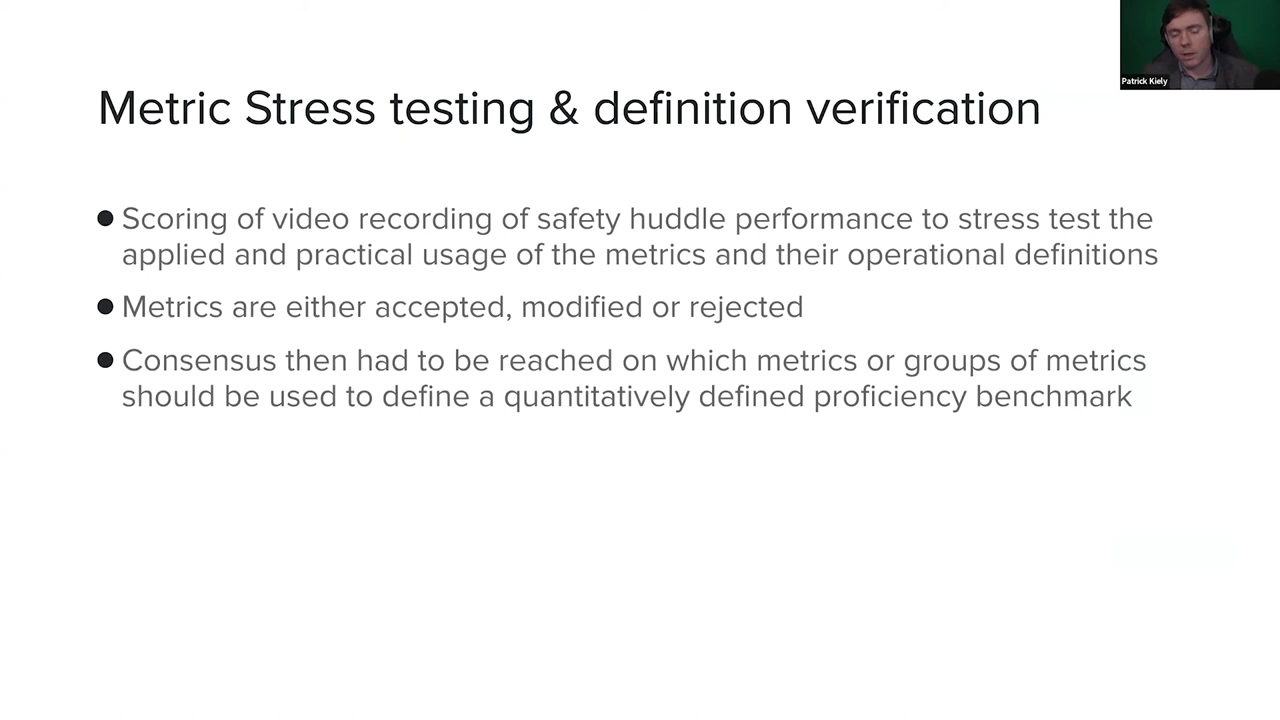 Patrick Kiely
Metric Stress testing & definition verification
● Scoring of video recording of safety huddle performance to stress test the
applied and practical usage of the metrics and their operational definitions
● Metrics are either accepted, modified or rejected
● Consensus then had to be reached on which metrics or groups of metrics
should be used to define a quantitatively defined proficiency benchmark